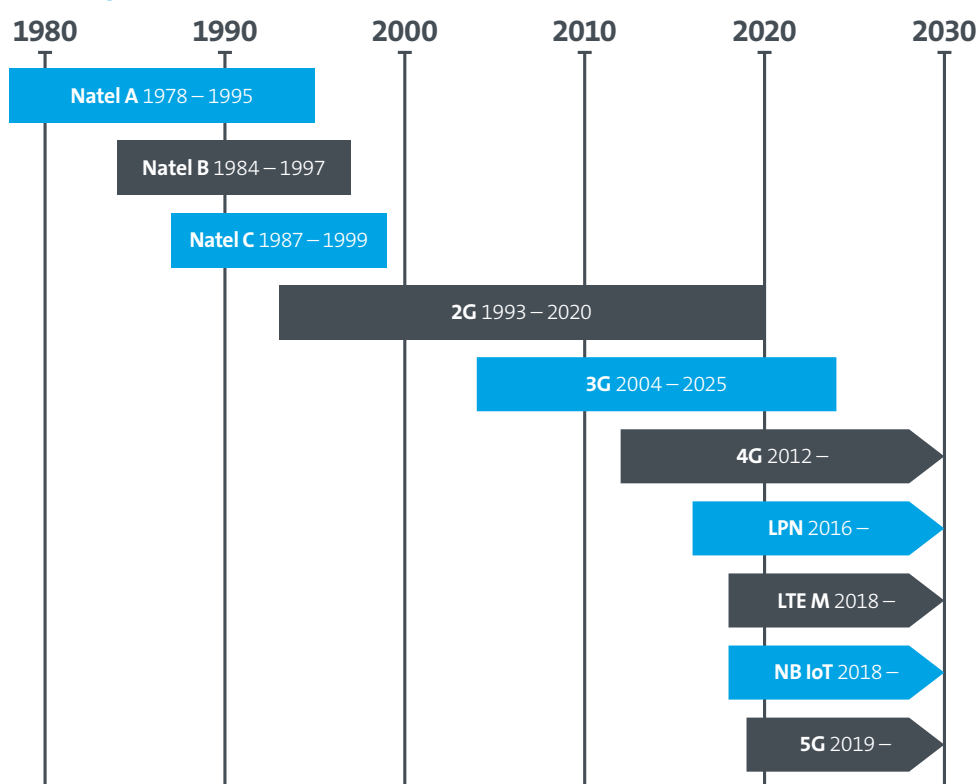 1980 1990 2000 2010 2020 2030
Natel A 1978 – 1995
Natel B 1984 – 1997
Natel C 1987 – 1999
2G 1993 – 2020
3G 2004 – 2025
4G 2012 –
LPN 2016 –
LTE M 2018 –
NB IoT 2018 –
5G 2019 –